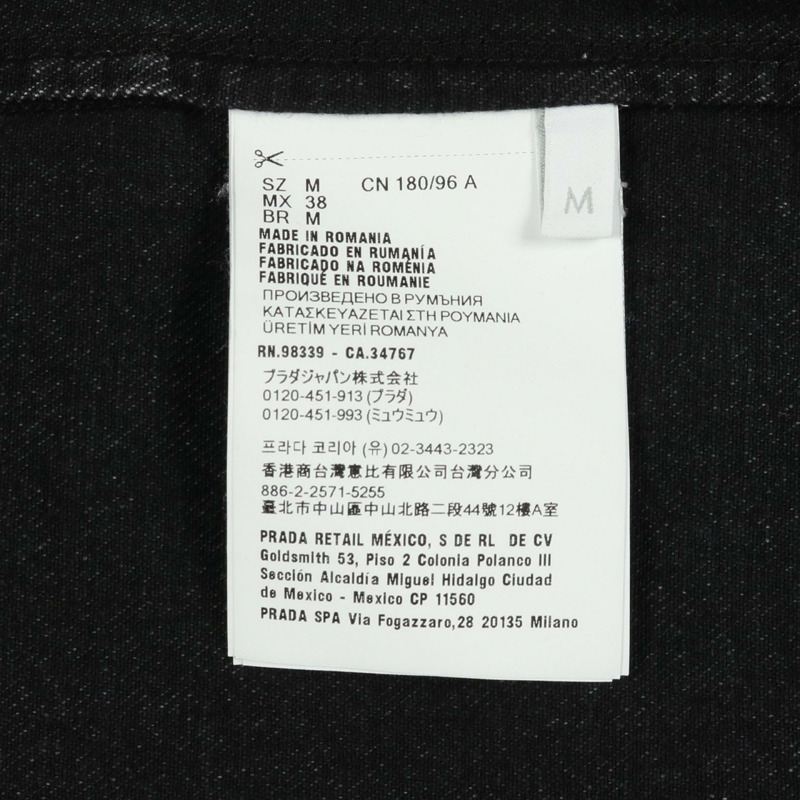 SZ M CN 180/96 A
MX 38
BR M
M
MADE IN ROMANIA
FABRICADO EN RUMANÍA
FABRICADO NA ROMÉNIA
FABRIQUÉ EN ROUMANIE
ПРОИЗВЕДЕНО В РУМЪНИЯ
ΚΑΤΑΣΚΕΥΑΖΕΤΑΙ ΣΤΗ ΡΟΥΜΑΝΙΑ
ÜRETİM YERİ ROMANYA
RN.98339 - CA.34767
プラダジャパン株式会社
0120-451-913 (プラダ)
0120-451-993 (ミュウミュウ)
프라다 코리아 (유) 02-3443-2323
香港商台灣惠比有限公司台灣分公司
886-2-2571-5255
臺北市中山區中山北路二段44號12樓A室
PRADA RETAIL MÉXICO, S DE RL DE CV
Goldsmith 53, Piso 2 Colonia Polanco III
Sección Alcaldía Miguel Hidalgo Ciudad
de Mexico - Mexico CP 11560
PRADA SPA Via Fogazzaro,28 20135 Milano